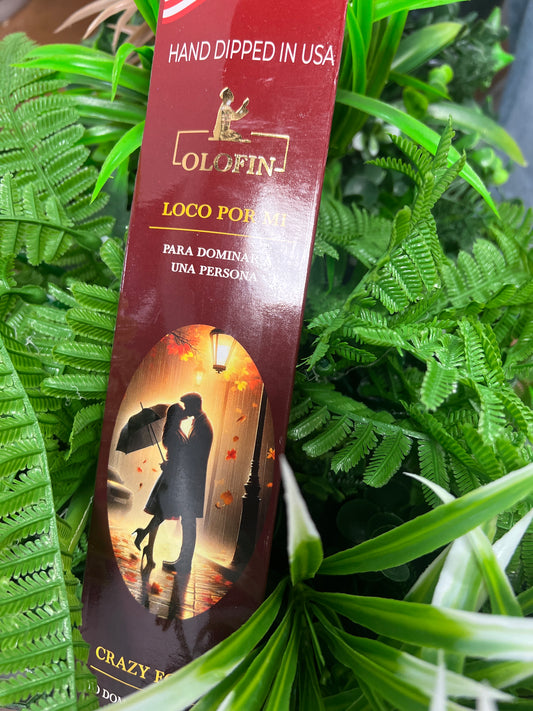 HAND DIPPED IN USA
OLOFIN
LOCO POR MI
PARA DOMINAR
UNA PERSONA
CRAZY